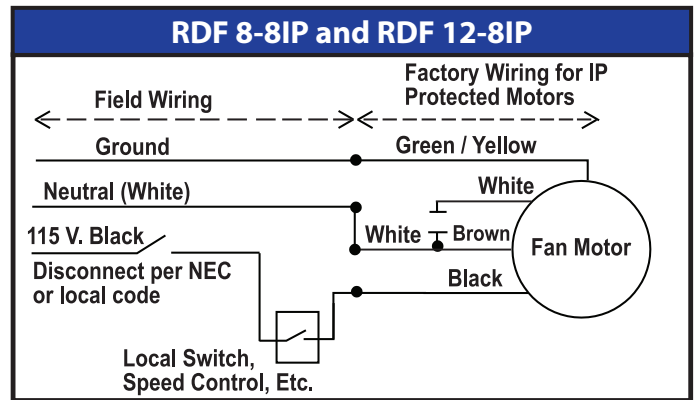 RDF 8-8IP and RDF 12-8IP
Field Wiring
Factory Wiring for IP
Protected Motors
Ground
Green / Yellow
Neutral (White)
White
115 V. Black
White
Brown
Fan Motor
Disconnect per NEC
or local code
Black
Local Switch,
Speed Control, Etc.